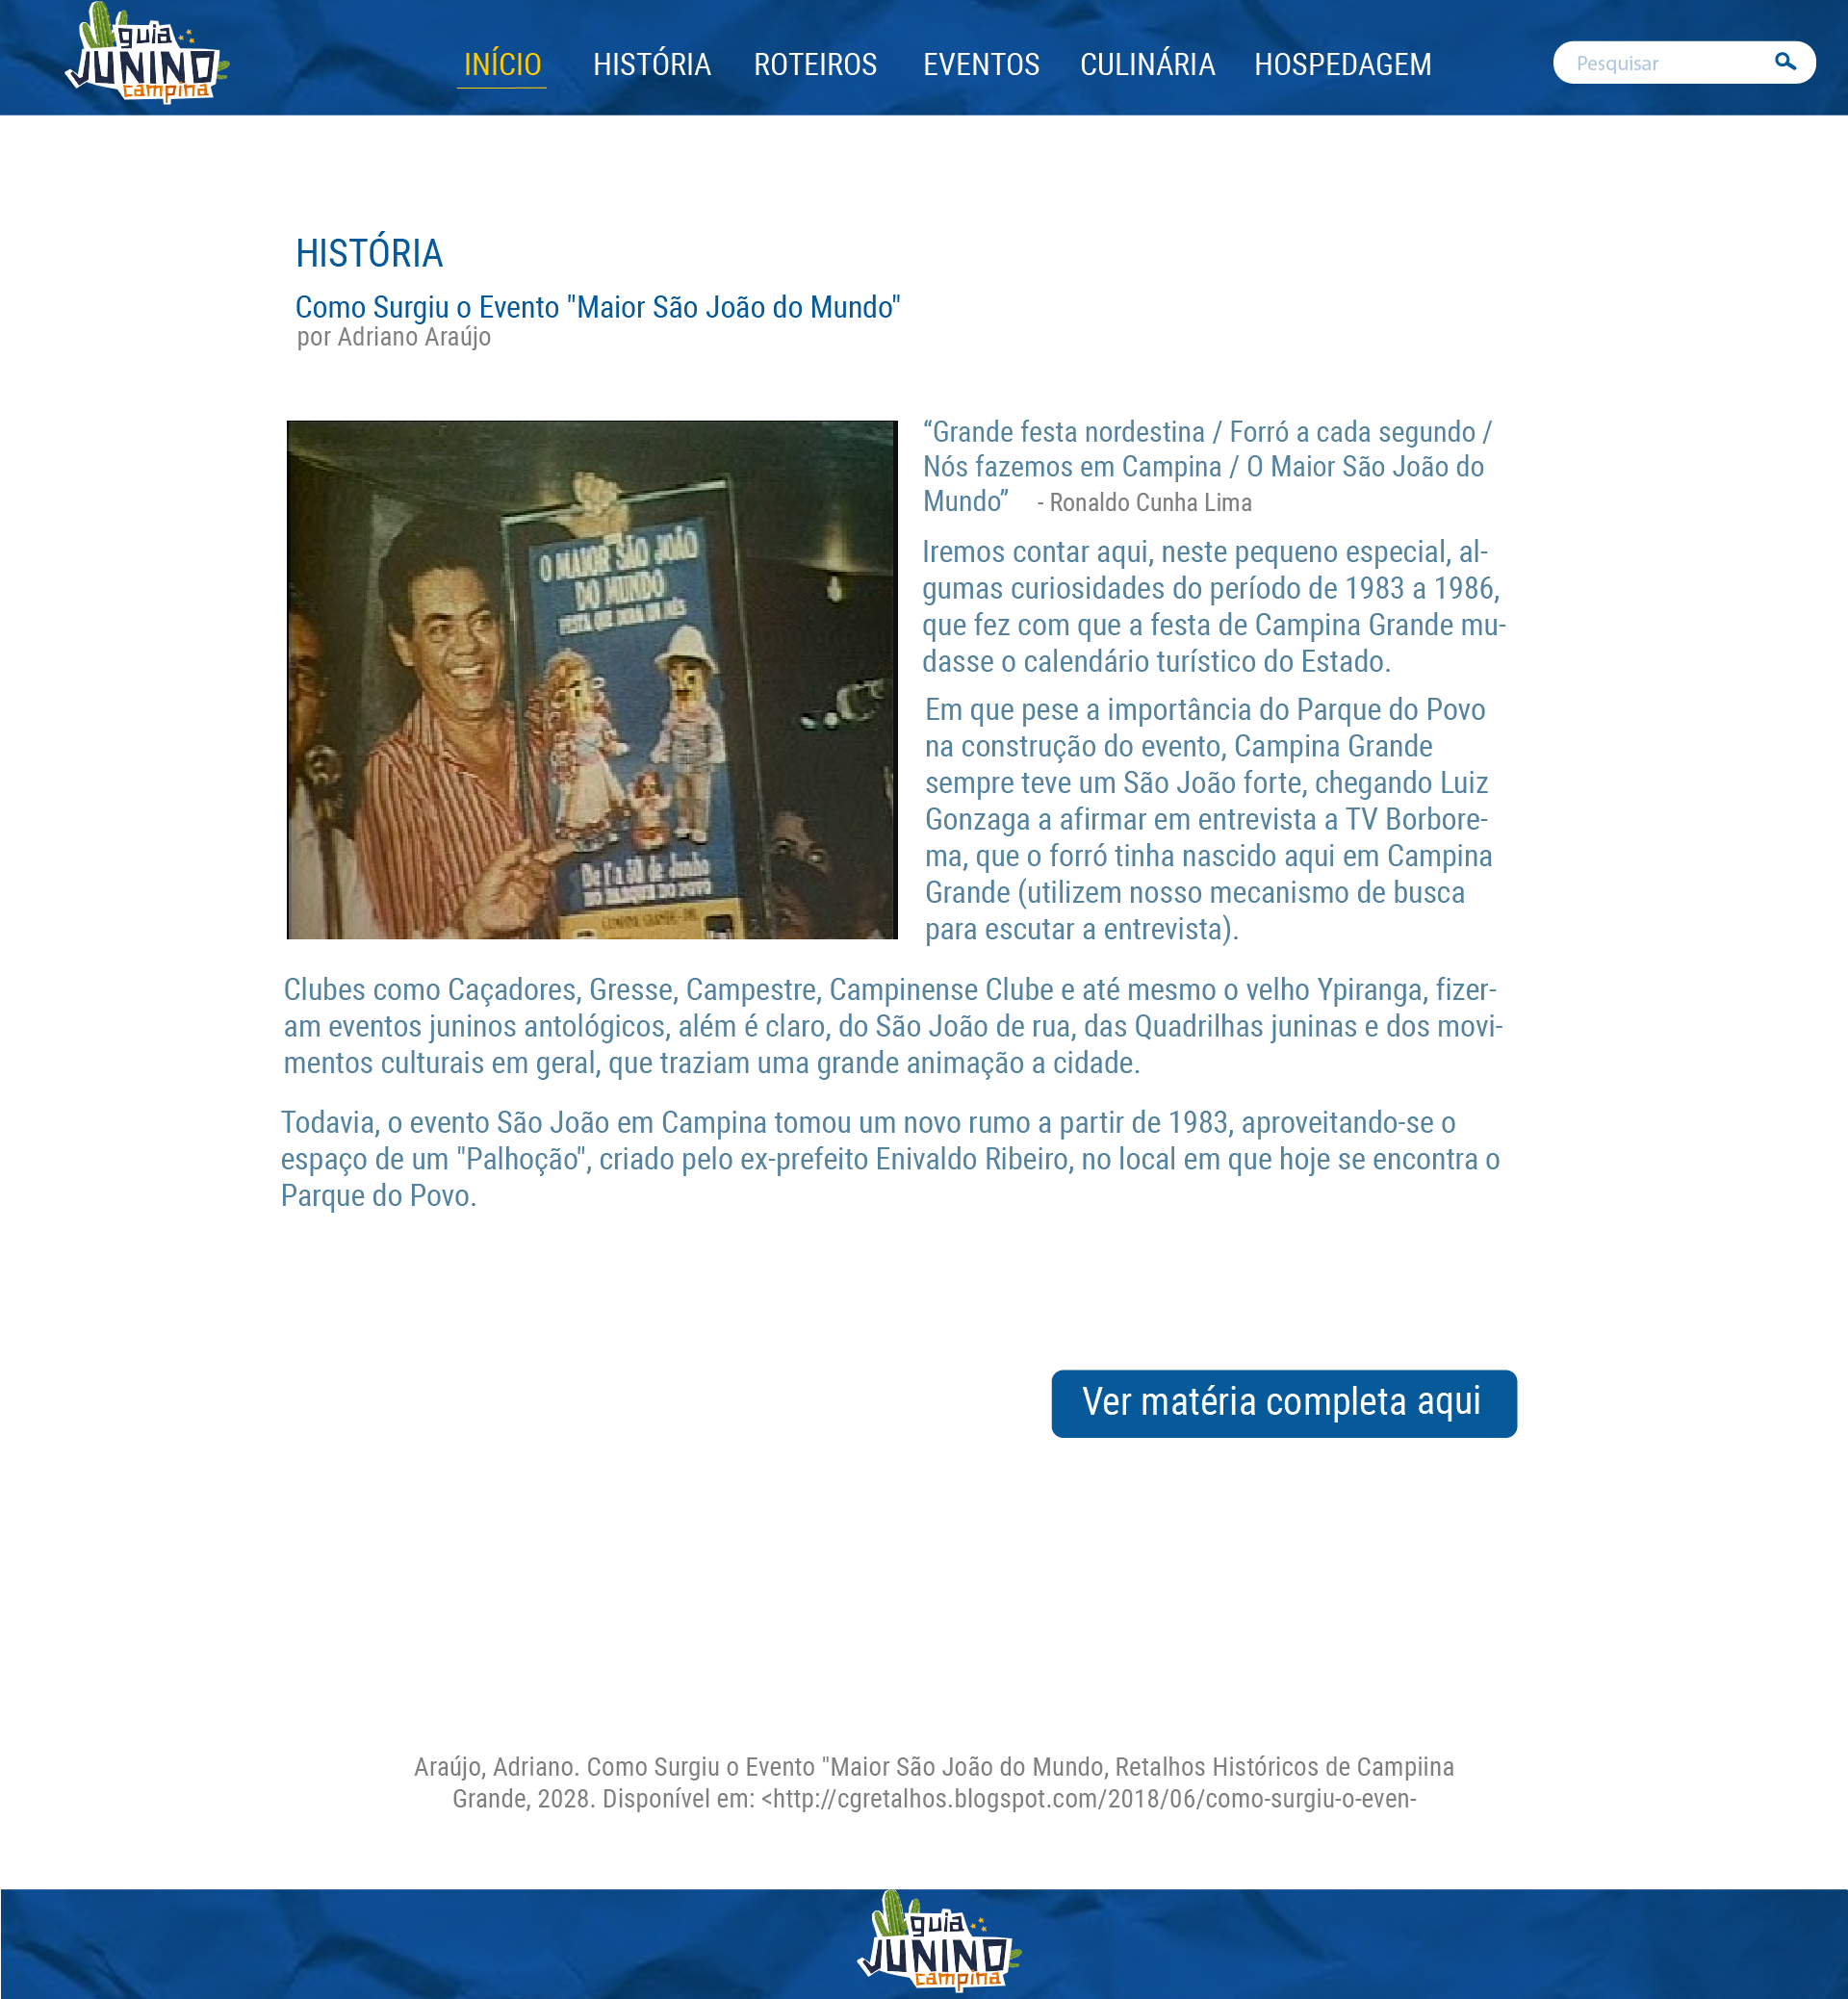 guia
JUNINO
campina
INÍCIO HISTÓRIA ROTEIROS EVENTOS CULINÁRIA HOSPEDAGEM
Pesquisar
HISTÓRIA
Como Surgiu o Evento "Maior São João do Mundo"
por Adriano Araújo
O MAIOR SÃO JOÃO
DO MUNDO
FESTA QUE DURA UM MÊS
De 1º a 30 de Junho
NO PARQUE DO POVO
CAMPINA GRANDE - PB
“Grande festa nordestina / Forró a cada segundo /
Nós fazemos em Campina / O Maior São João do
Mundo” - Ronaldo Cunha Lima
Iremos contar aqui, neste pequeno especial, al-
gumas curiosidades do período de 1983 a 1986,
que fez com que a festa de Campina Grande mu-
dasse o calendário turístico do Estado.
Em que pese a importância do Parque do Povo
na construção do evento, Campina Grande
sempre teve um São João forte, chegando Luiz
Gonzaga a afirmar em entrevista a TV Borbore-
ma, que o forró tinha nascido aqui em Campina
Grande (utilizem nosso mecanismo de busca
para escutar a entrevista).
Clubes como Caçadores, Gresse, Campestre, Campinense Clube e até mesmo o velho Ypiranga, fizer-
am eventos juninos antológicos, além é claro, do São João de rua, das Quadrilhas juninas e dos movi-
mentos culturais em geral, que traziam uma grande animação a cidade.
Todavia, o evento São João em Campina tomou um novo rumo a partir de 1983, aproveitando-se o
espaço de um "Palhoção", criado pelo ex-prefeito Enivaldo Ribeiro, no local em que hoje se encontra o
Parque do Povo.
Ver matéria completa aqui
Araújo, Adriano. Como Surgiu o Evento "Maior São João do Mundo, Retalhos Históricos de Campiina
Grande, 2028. Disponível em: <http://cgretalhos.blogspot.com/2018/06/como-surgiu-o-even-
guia
JUNINO
campina